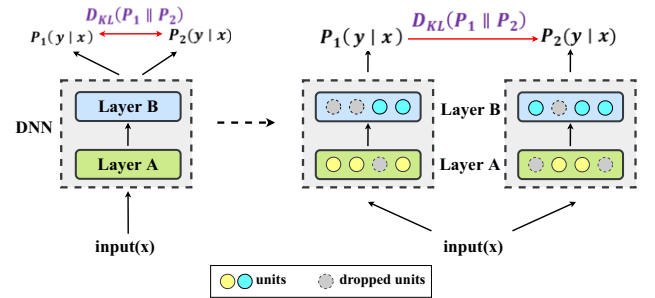 D_KL(P_1 ∥ P_2)
P_1(y | x)
P_2(y | x)
Layer B
DNN
Layer A
input(x)
D_KL(P_1 ∥ P_2)
P_1(y | x)
P_2(y | x)
Layer B
Layer A
input(x)
units
dropped units